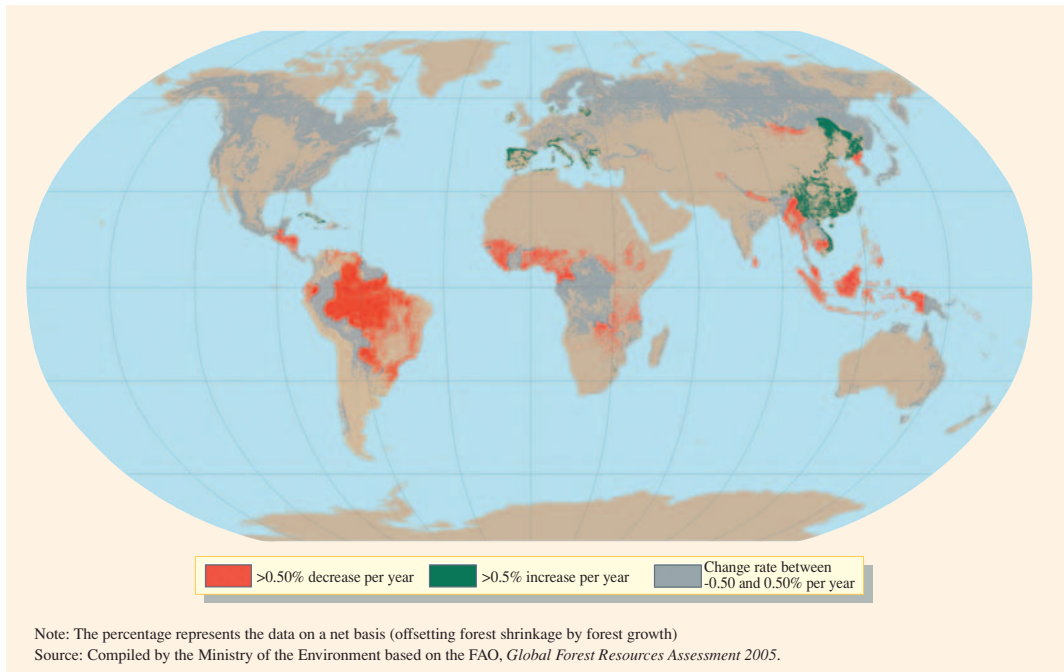 >0.50% decrease per year
>0.5% increase per year
Change rate between
-0.50 and 0.50% per year
Note: The percentage represents the data on a net basis (offsetting forest shrinkage by forest growth)
Source: Compiled by the Ministry of the Environment based on the FAO, Global Forest Resources Assessment 2005.